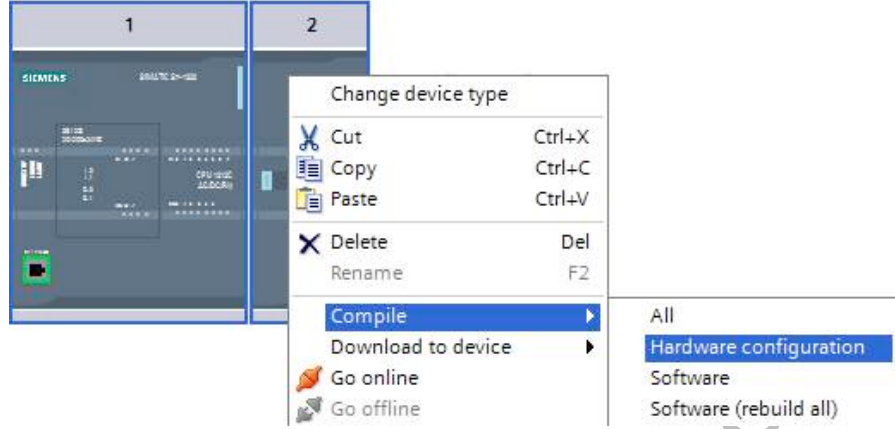 1 2
SIEMENS
Change device type
Cut Ctrl+X
Copy Ctrl+C
Paste Ctrl+V
Delete Del
Rename F2
Compile All
Download to device Hardware configuration
Go online Software
Go offline Software (rebuild all)